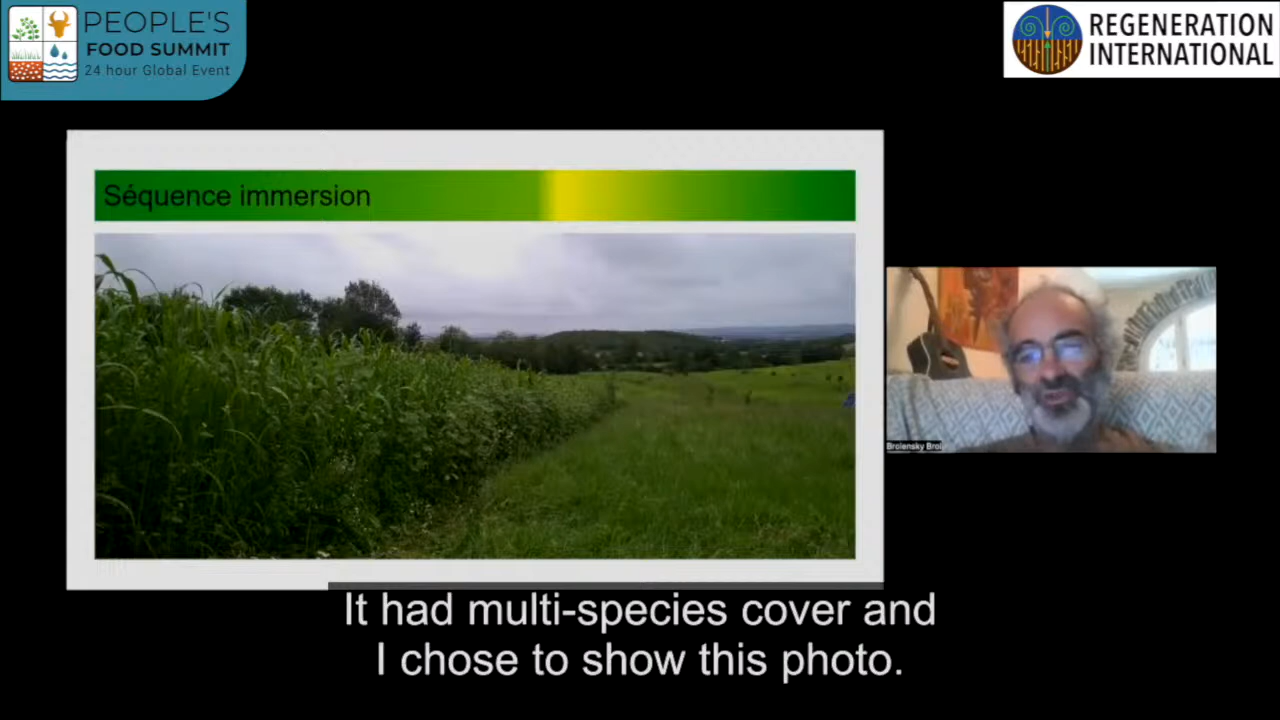 PEOPLE'S
FOOD SUMMIT
24 hour Global Event
REGENERATION
INTERNATIONAL
Séquence immersion
Brolensky Brol
It had multi-species cover and
I chose to show this photo.